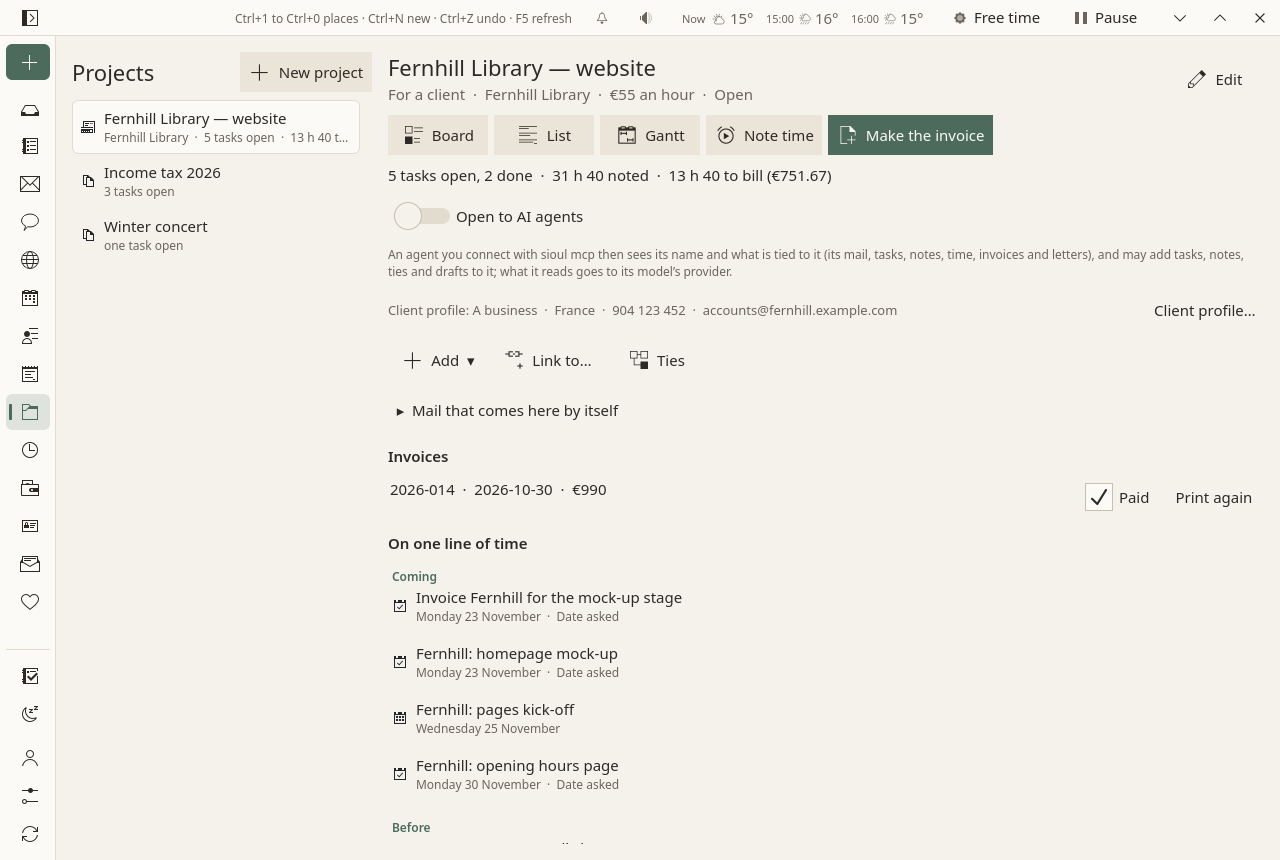 Ctrl+1 to Ctrl+0 places · Ctrl+N new · Ctrl+Z undo · F5 refresh
Now 15° 15:00 16° 16:00 15°
Free time
Pause
Projects
New project
Fernhill Library — website
Fernhill Library · 5 tasks open · 13 h 40 t...
Income tax 2026
3 tasks open
Winter concert
one task open
Fernhill Library — website
For a client · Fernhill Library · €55 an hour · Open
Edit
Board
List
Gantt
Note time
Make the invoice
5 tasks open, 2 done · 31 h 40 noted · 13 h 40 to bill (€751.67)
Open to AI agents
An agent you connect with sioul mcp then sees its name and what is tied to it (its mail, tasks, notes, time, invoices and letters), and may add tasks, notes,
ties and drafts to it; what it reads goes to its model's provider.
Client profile: A business · France · 904 123 452 · accounts@fernhill.example.com
Client profile...
Add ▾
Link to...
Ties
▸ Mail that comes here by itself
Invoices
2026-014 · 2026-10-30 · €990
Paid
Print again
On one line of time
Coming
Invoice Fernhill for the mock-up stage
Monday 23 November · Date asked
Fernhill: homepage mock-up
Monday 23 November · Date asked
Fernhill: pages kick-off
Wednesday 25 November
Fernhill: opening hours page
Monday 30 November · Date asked
Before